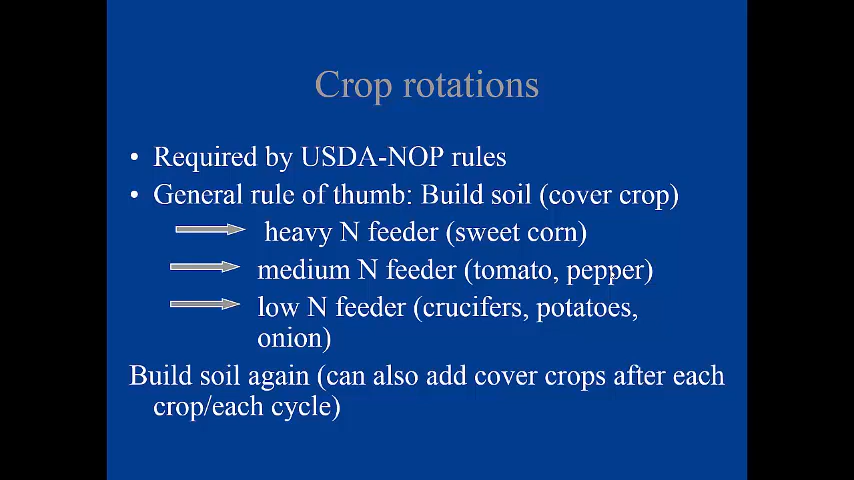 Crop rotations
• Required by USDA-NOP rules
• General rule of thumb: Build soil (cover crop)
heavy N feeder (sweet corn)
medium N feeder (tomato, pepper)
low N feeder (crucifers, potatoes,
onion)
Build soil again (can also add cover crops after each
crop/each cycle)